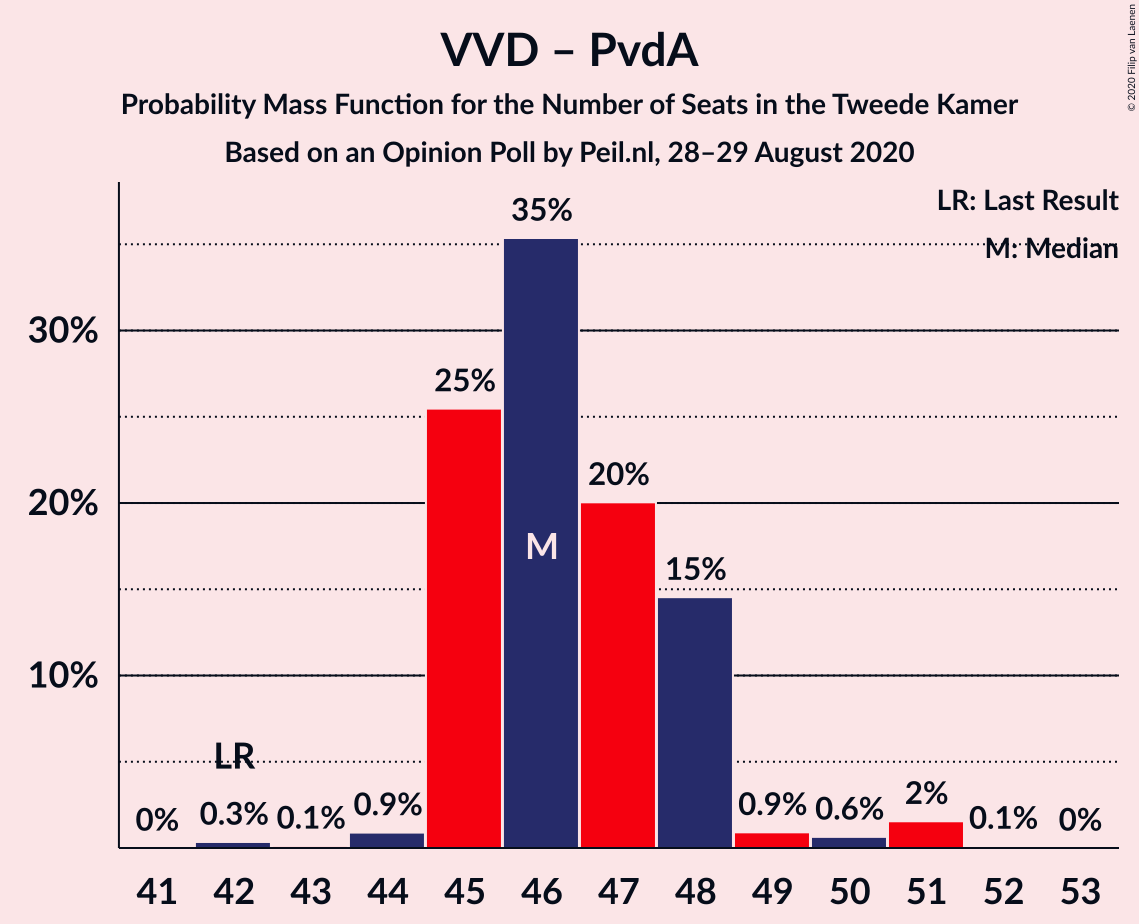 VVD – PvdA
Probability Mass Function for the Number of Seats in the Tweede Kamer
Based on an Opinion Poll by Peil.nl, 28–29 August 2020
© 2020 Filip van Laenen
LR: Last Result
M: Median
35%
30%
25%
20%
20%
15%
10%
M
LR
0%
0.3%
0.1%
0.9%
0.9%
0.6%
2%
0.1%
0%
41 42 43 44 45 46 47 48 49 50 51 52 53